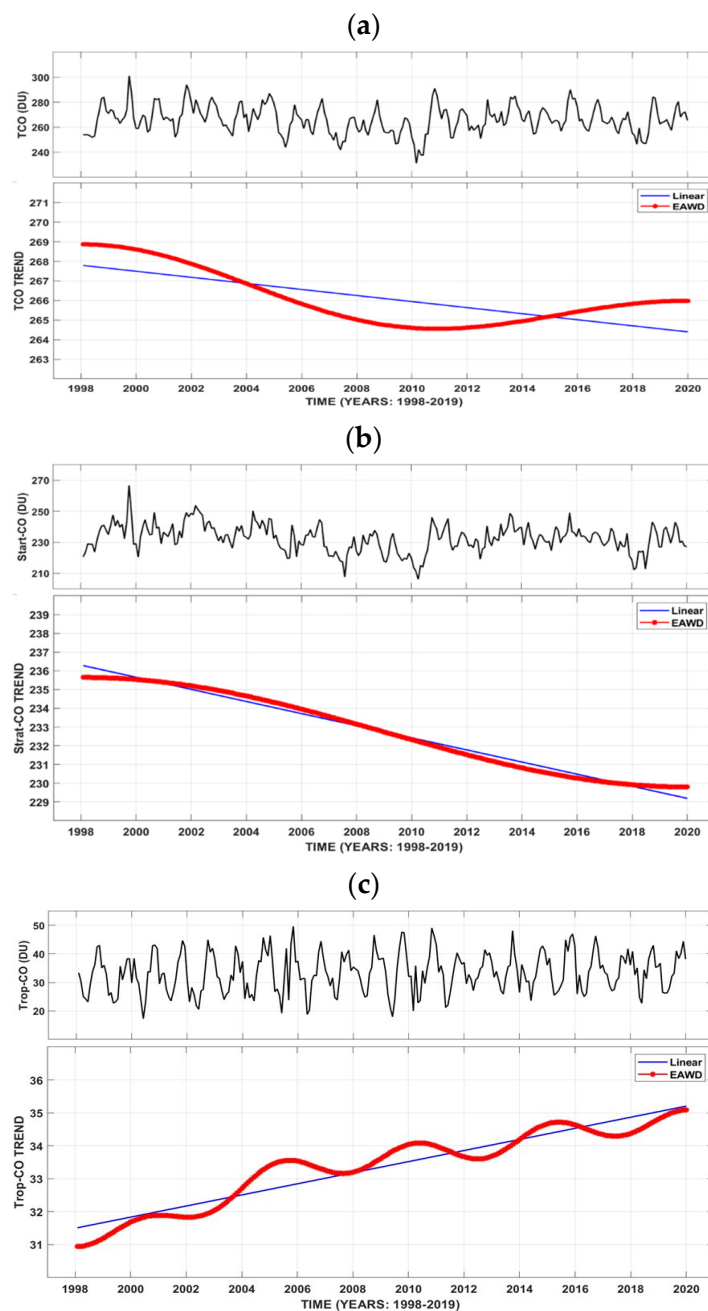 (a)
TCO (DU)
300
280
260
240
Linear
EAWD
TCO TREND
271
270
269
268
267
266
265
264
263
1998 2000 2002 2004 2006 2008 2010 2012 2014 2016 2018 2020
TIME (YEARS: 1998-2019)
(b)
Start-CO (DU)
270
250
230
210
Linear
EAWD
Strat-CO TREND
239
238
237
236
235
234
233
232
231
230
229
1998 2000 2002 2004 2006 2008 2010 2012 2014 2016 2018 2020
TIME (YEARS: 1998-2019)
(c)
Trop-CO (DU)
50
40
30
20
Linear
EAWD
Trop-CO TREND
36
35
34
33
32
31
1998 2000 2002 2004 2006 2008 2010 2012 2014 2016 2018 2020
TIME (YEARS: 1998-2019)